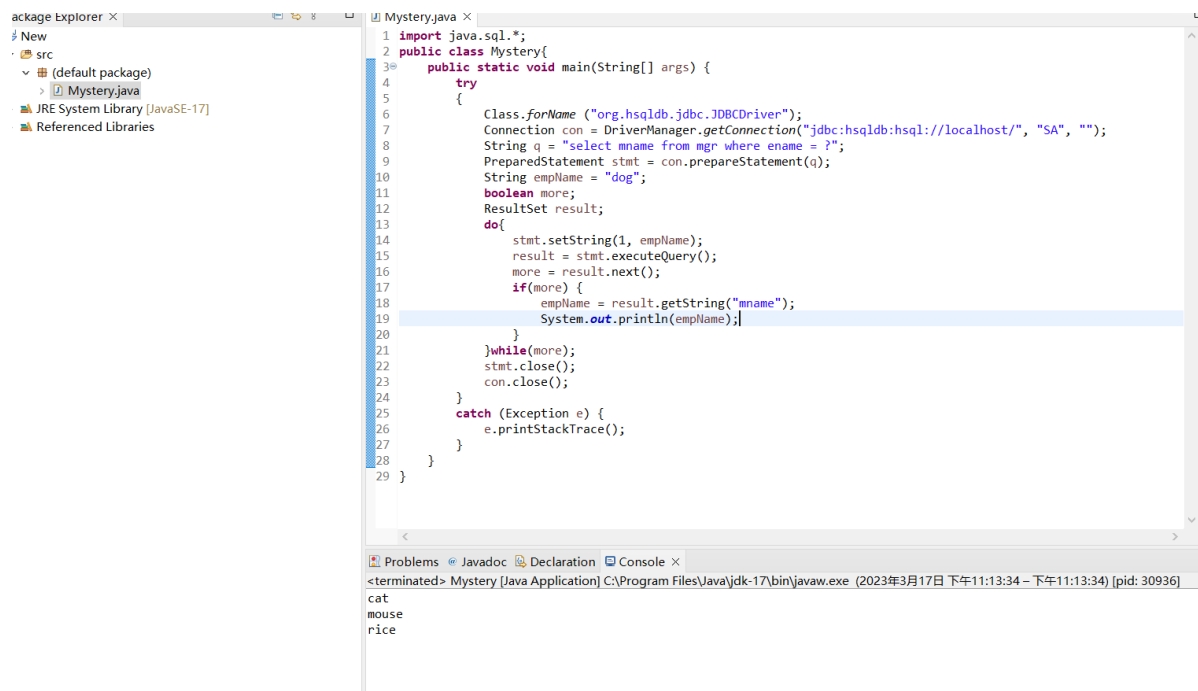 ackage Explorer ×
New
src
(default package)
Mystery.java
JRE System Library [JavaSE-17]
Referenced Libraries
Mystery.java ×
1 import java.sql.*;
2 public class Mystery{
3 public static void main(String[] args) {
4 try
5 {
6 Class.forName ("org.hsqldb.jdbc.JDBCDriver");
7 Connection con = DriverManager.getConnection("jdbc:hsqldb:hsql://localhost/", "SA", "");
8 String q = "select mname from mgr where ename = ?";
9 PreparedStatement stmt = con.prepareStatement(q);
10 String empName = "dog";
11 boolean more;
12 ResultSet result;
13 do{
14 stmt.setString(1, empName);
15 result = stmt.executeQuery();
16 more = result.next();
17 if(more) {
18 empName = result.getString("mname");
19 System.out.println(empName);
20 }
21 }while(more);
22 stmt.close();
23 con.close();
24 }
25 catch (Exception e) {
26 e.printStackTrace();
27 }
28 }
29 }
Problems @ Javadoc Declaration Console ×
<terminated> Mystery [Java Application] C:\Program Files\Java\jdk-17\bin\javaw.exe (2023年3月17日 下午11:13:34 – 下午11:13:34) [pid: 30936]
cat
mouse
rice